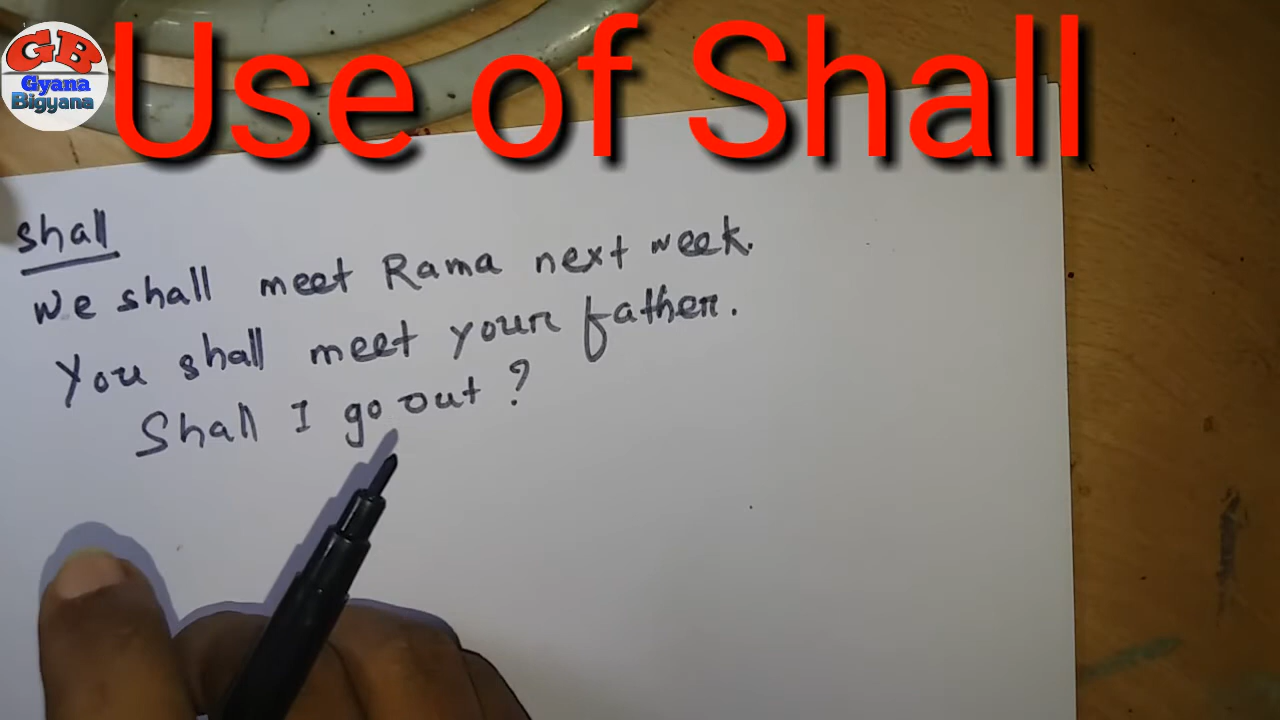 GB
Gyana
Bigyana
Use of Shall
shall
We shall meet Rama next week.
You shall meet your father.
Shall I go out ?